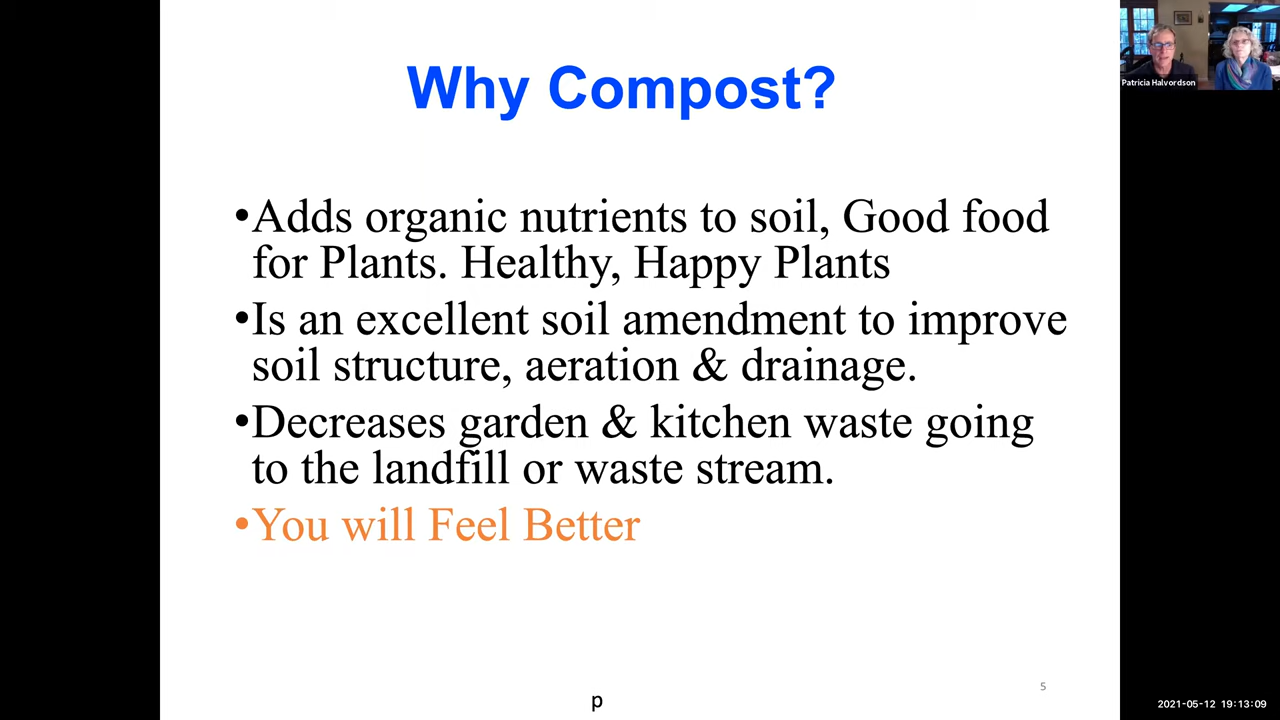 Why Compost?
Patricia Halvordson
•Adds organic nutrients to soil, Good food
for Plants. Healthy, Happy Plants
•Is an excellent soil amendment to improve
soil structure, aeration & drainage.
•Decreases garden & kitchen waste going
to the landfill or waste stream.
•You will Feel Better
5
p
2021-05-12 19:13:09